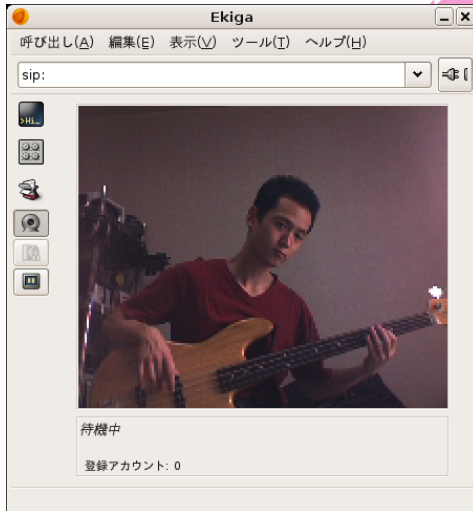 Ekiga
呼び出し(A) 編集(E) 表示(V) ツール(T) ヘルプ(H)
sip:
>Hi_
待機中
登録アカウント: 0